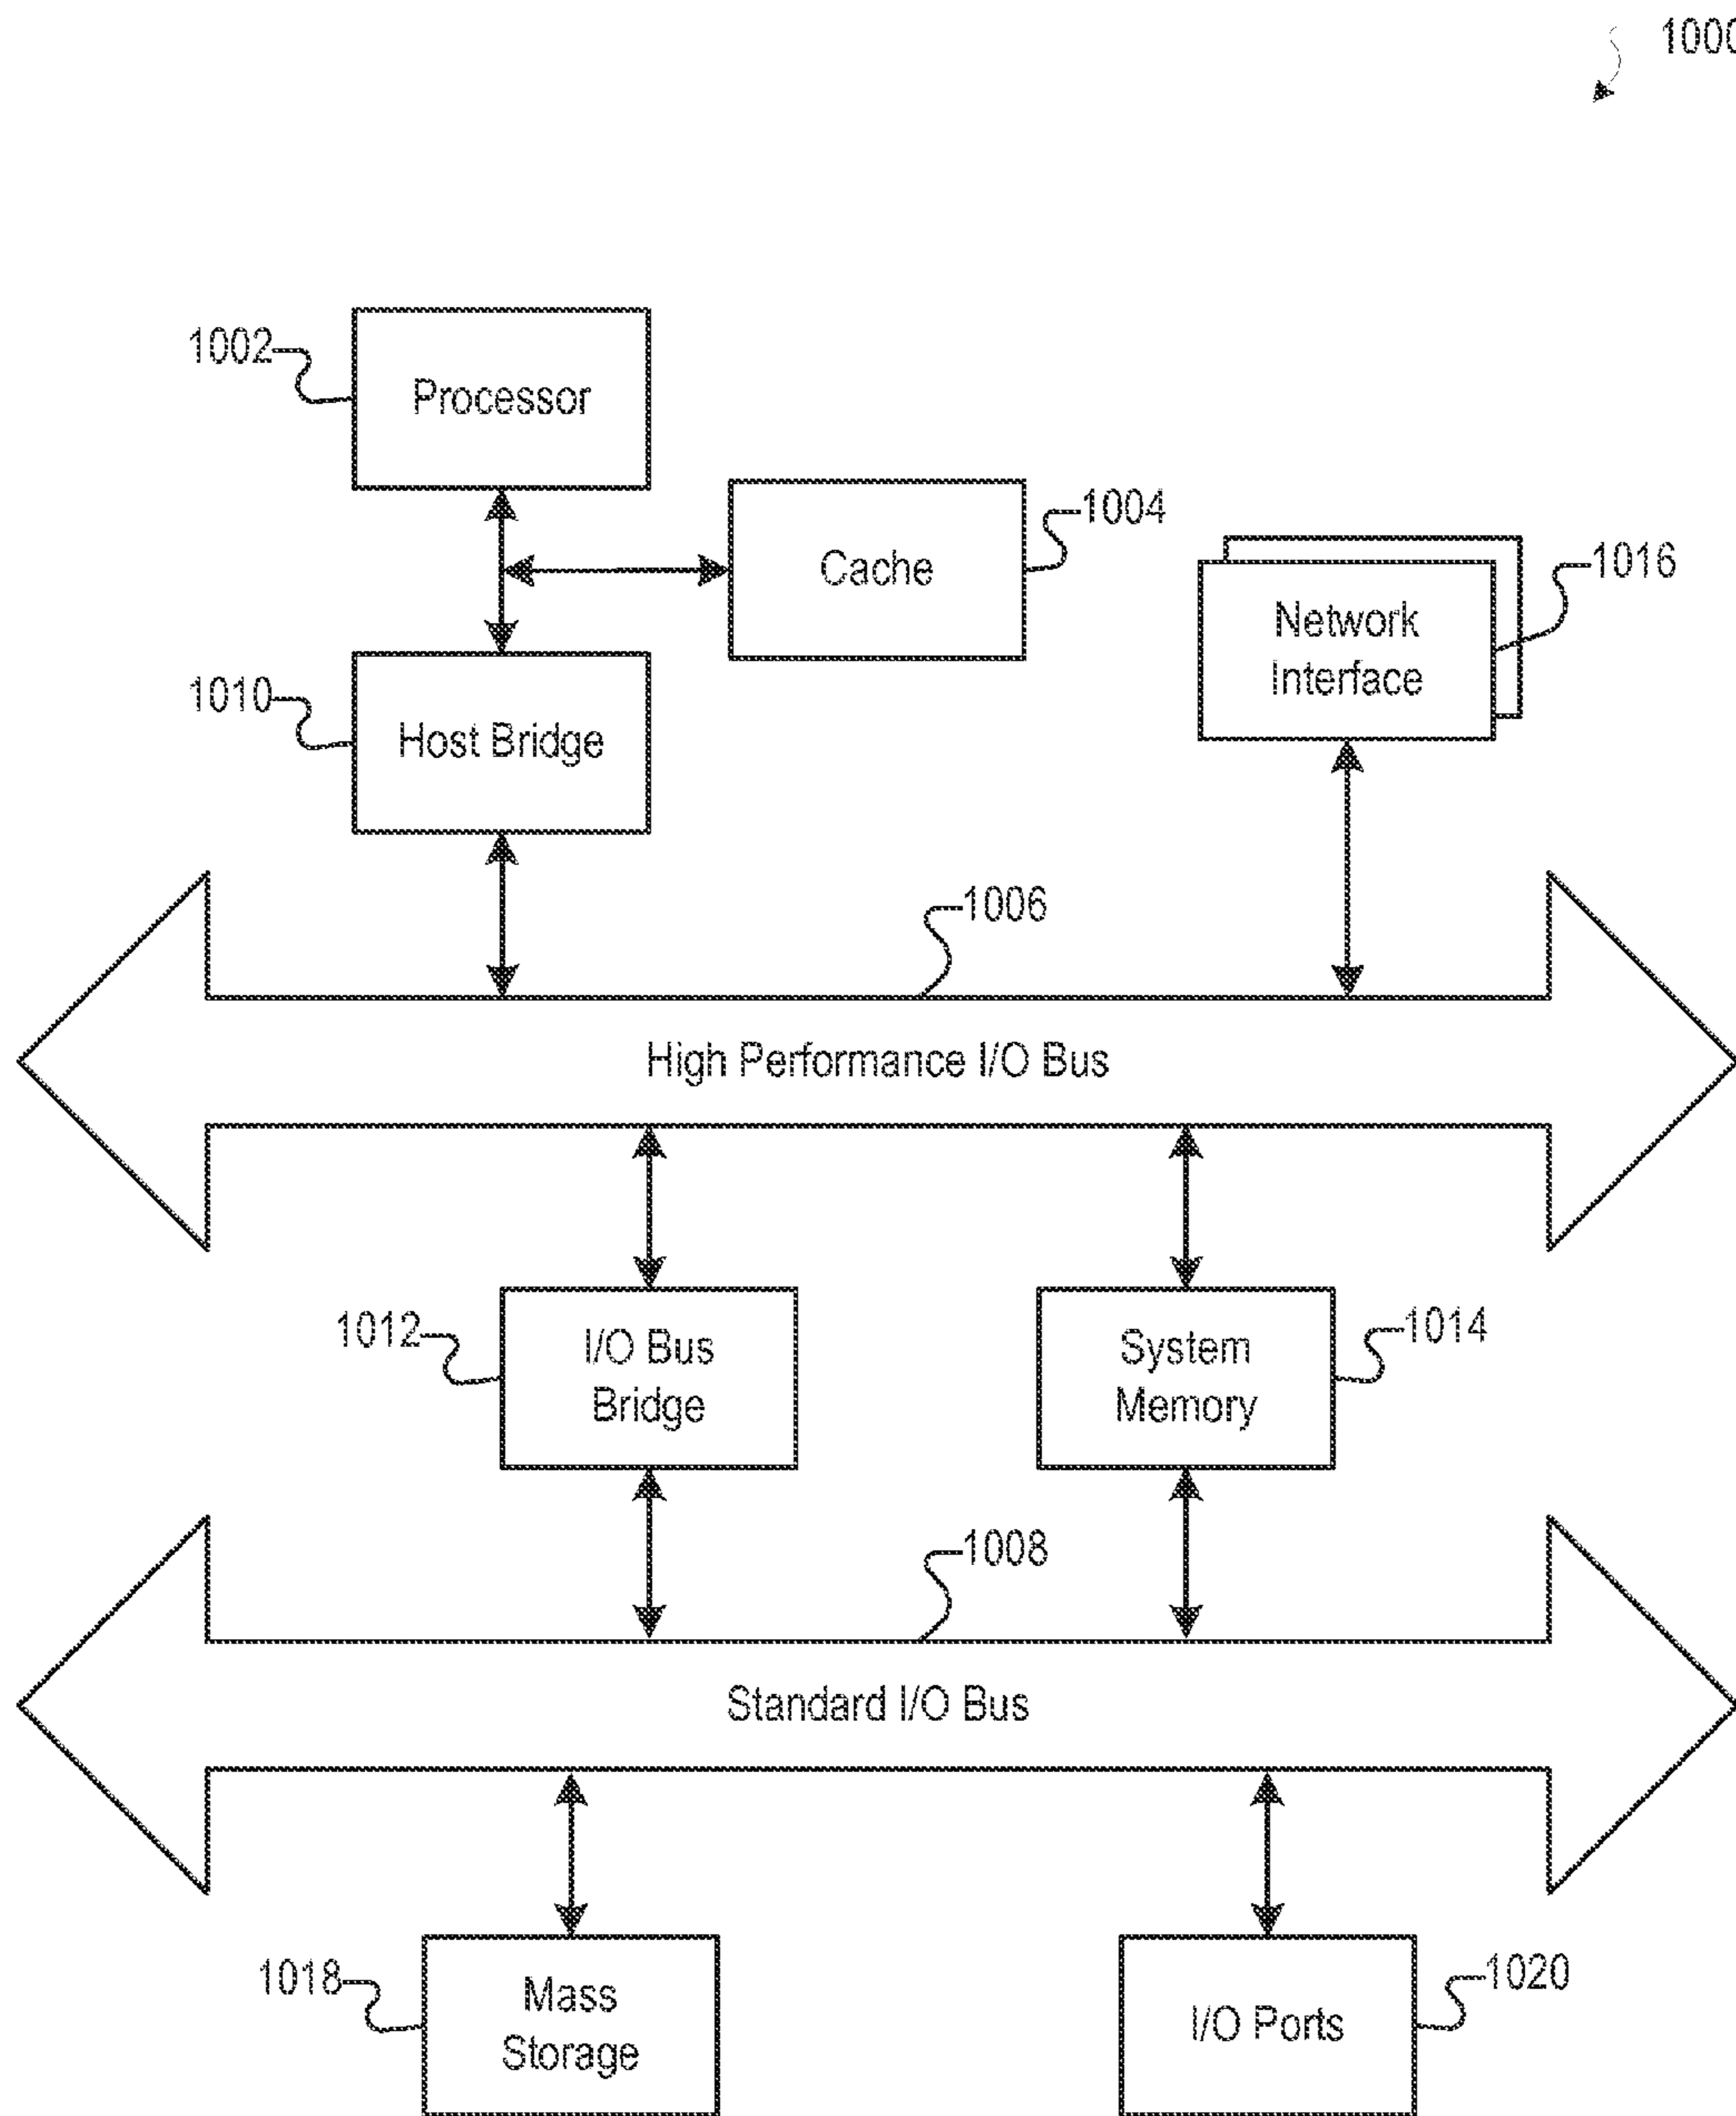 1000
1002
Processor
1004
Cache
1016
Network
Interface
1010
Host Bridge
1006
High Performance I/O Bus
1012
I/O Bus
Bridge
System
Memory
1014
1008
Standard I/O Bus
1018
Mass
Storage
I/O Ports
1020